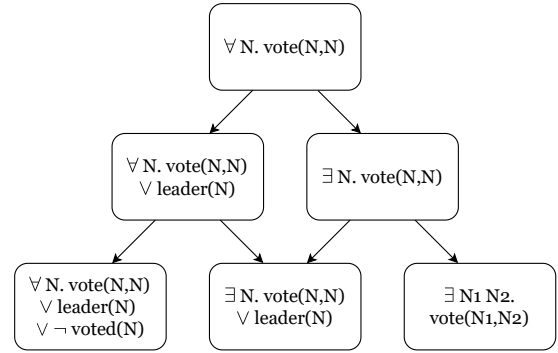 ∀ N. vote(N,N)
∀ N. vote(N,N)
∨ leader(N)
∃ N. vote(N,N)
∀ N. vote(N,N)
∨ leader(N)
∨ ¬ voted(N)
∃ N. vote(N,N)
∨ leader(N)
∃ N1 N2.
vote(N1,N2)